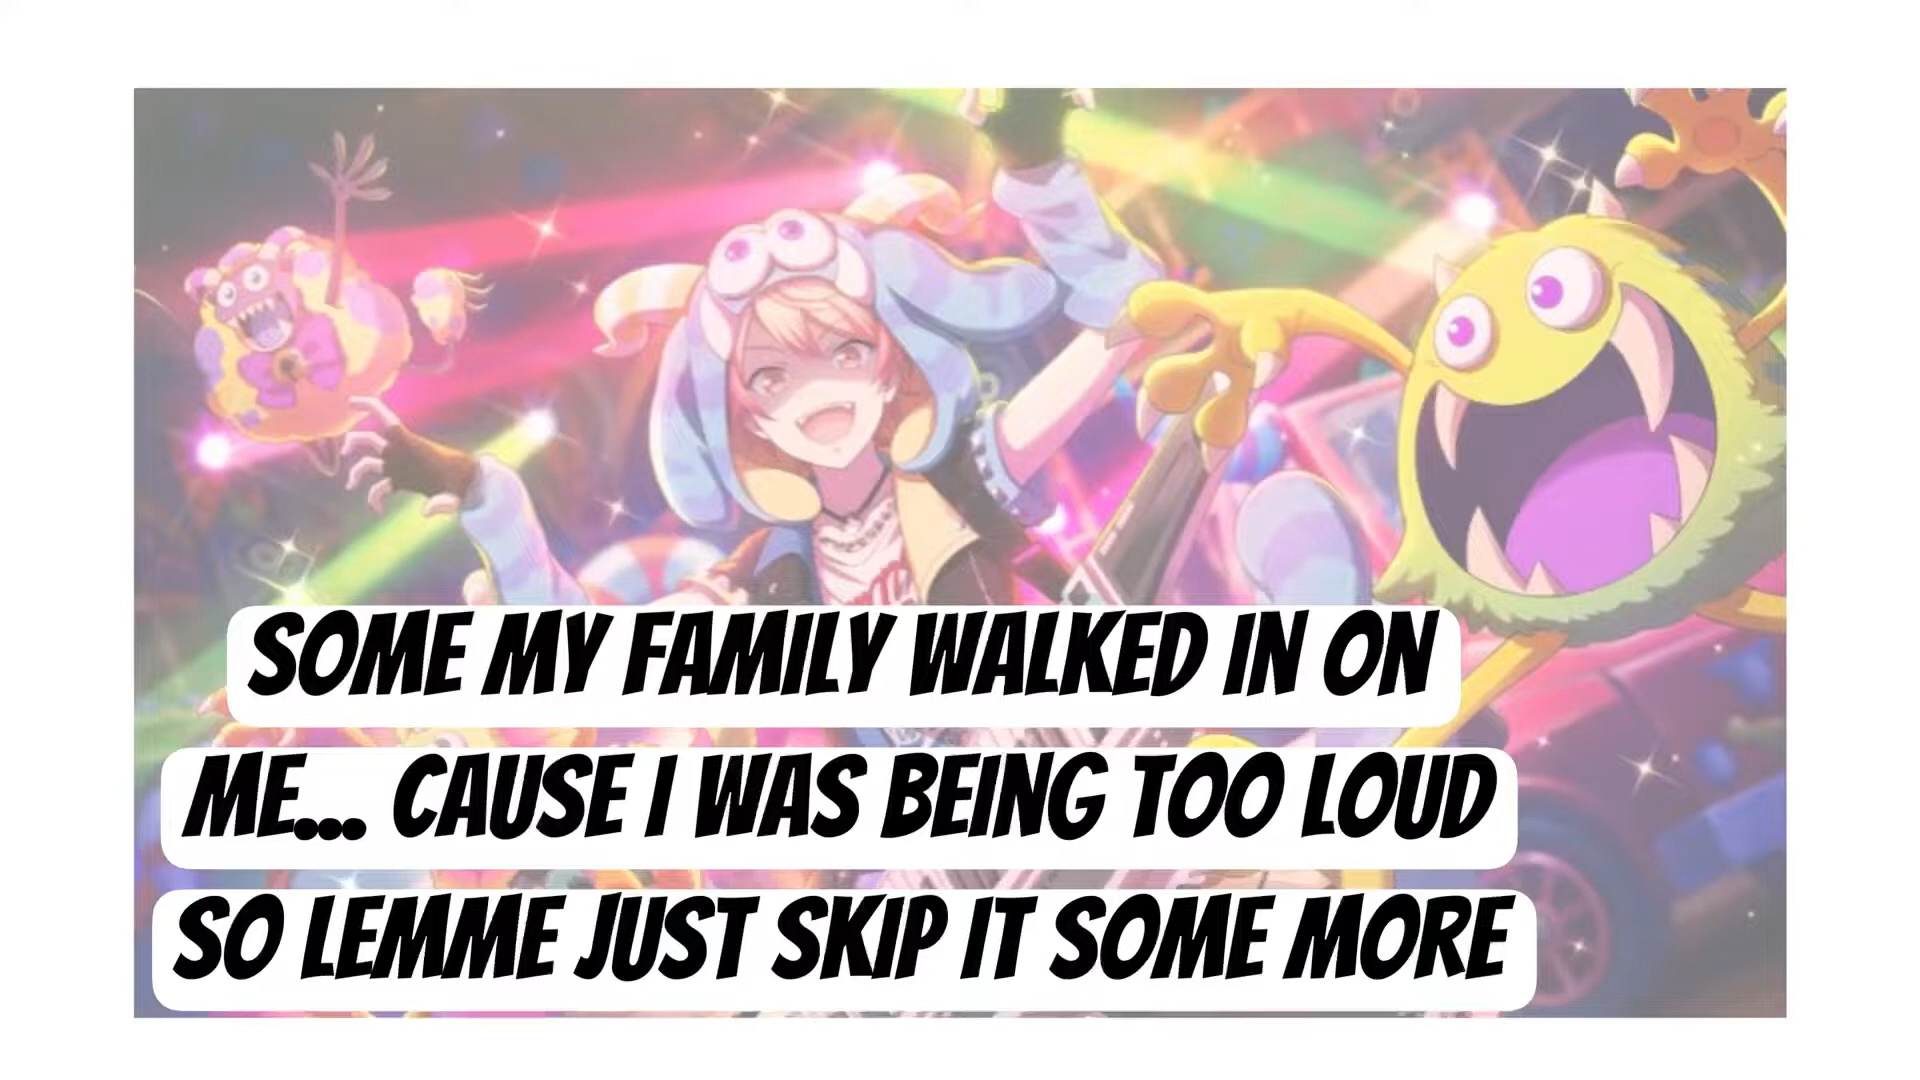 SOME MY FAMILY WALKED IN ON
ME... CAUSE I WAS BEING TOO LOUD
SO LEMME JUST SKIP IT SOME MORE